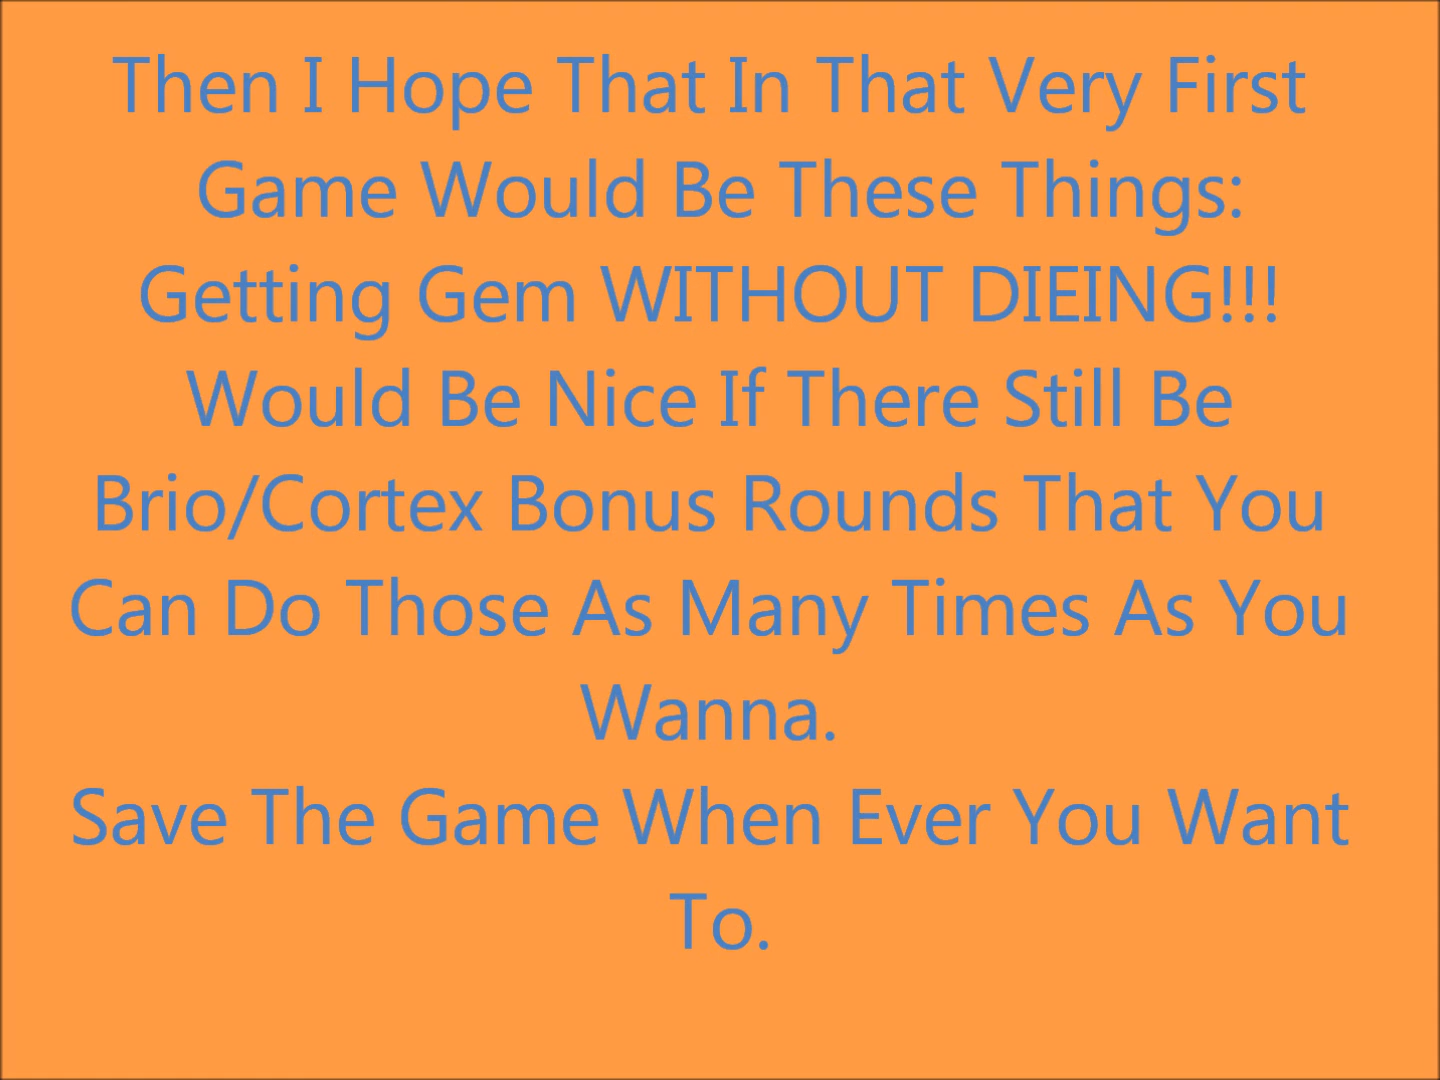 Then I Hope That In That Very First
Game Would Be These Things:
Getting Gem WITHOUT DIEING!!!
Would Be Nice If There Still Be
Brio/Cortex Bonus Rounds That You
Can Do Those As Many Times As You
Wanna.
Save The Game When Ever You Want
To.